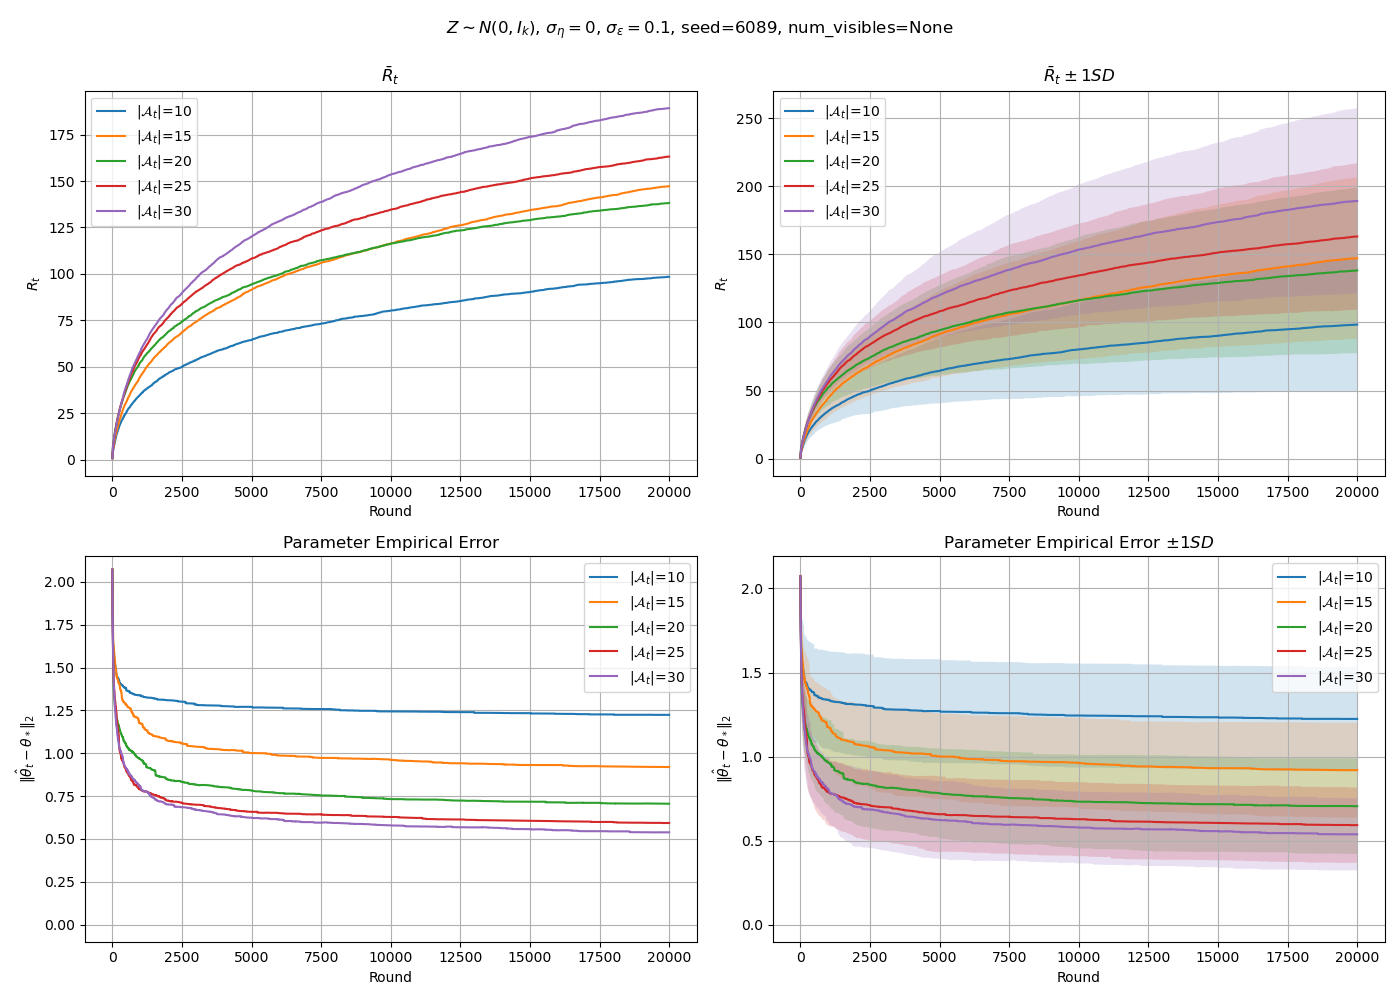 Z ∼ N(0, I_k), σ_η = 0, σ_ε = 0.1, seed=6089, num_visibles=None
R̄_t
R_t
175
150
125
100
75
50
25
0
|𝒜_t|=10
|𝒜_t|=15
|𝒜_t|=20
|𝒜_t|=25
|𝒜_t|=30
0 2500 5000 7500 10000 12500 15000 17500 20000
Round
R̄_t ± 1SD
R_t
250
200
150
100
50
0
|𝒜_t|=10
|𝒜_t|=15
|𝒜_t|=20
|𝒜_t|=25
|𝒜_t|=30
0 2500 5000 7500 10000 12500 15000 17500 20000
Round
Parameter Empirical Error
‖θ̂_t − θ_*‖_2
2.00
1.75
1.50
1.25
1.00
0.75
0.50
0.25
0.00
|𝒜_t|=10
|𝒜_t|=15
|𝒜_t|=20
|𝒜_t|=25
|𝒜_t|=30
0 2500 5000 7500 10000 12500 15000 17500 20000
Round
Parameter Empirical Error ±1SD
‖θ̂_t − θ_*‖_2
2.0
1.5
1.0
0.5
0.0
|𝒜_t|=10
|𝒜_t|=15
|𝒜_t|=20
|𝒜_t|=25
|𝒜_t|=30
0 2500 5000 7500 10000 12500 15000 17500 20000
Round